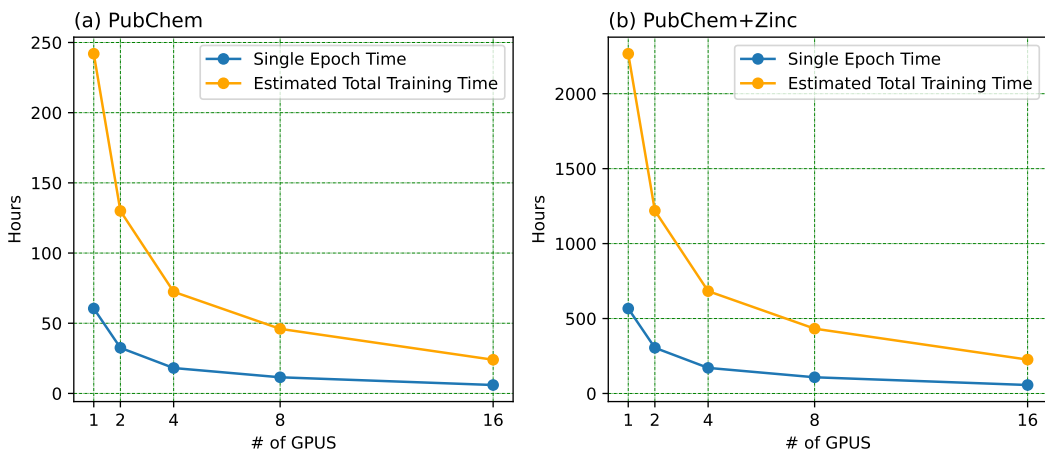 (a) PubChem
250
200
150
100
50
0
Hours
1 2 4 8 16
# of GPUS
Single Epoch Time
Estimated Total Training Time
(b) PubChem+Zinc
2000
1500
1000
500
0
Hours
1 2 4 8 16
# of GPUS
Single Epoch Time
Estimated Total Training Time